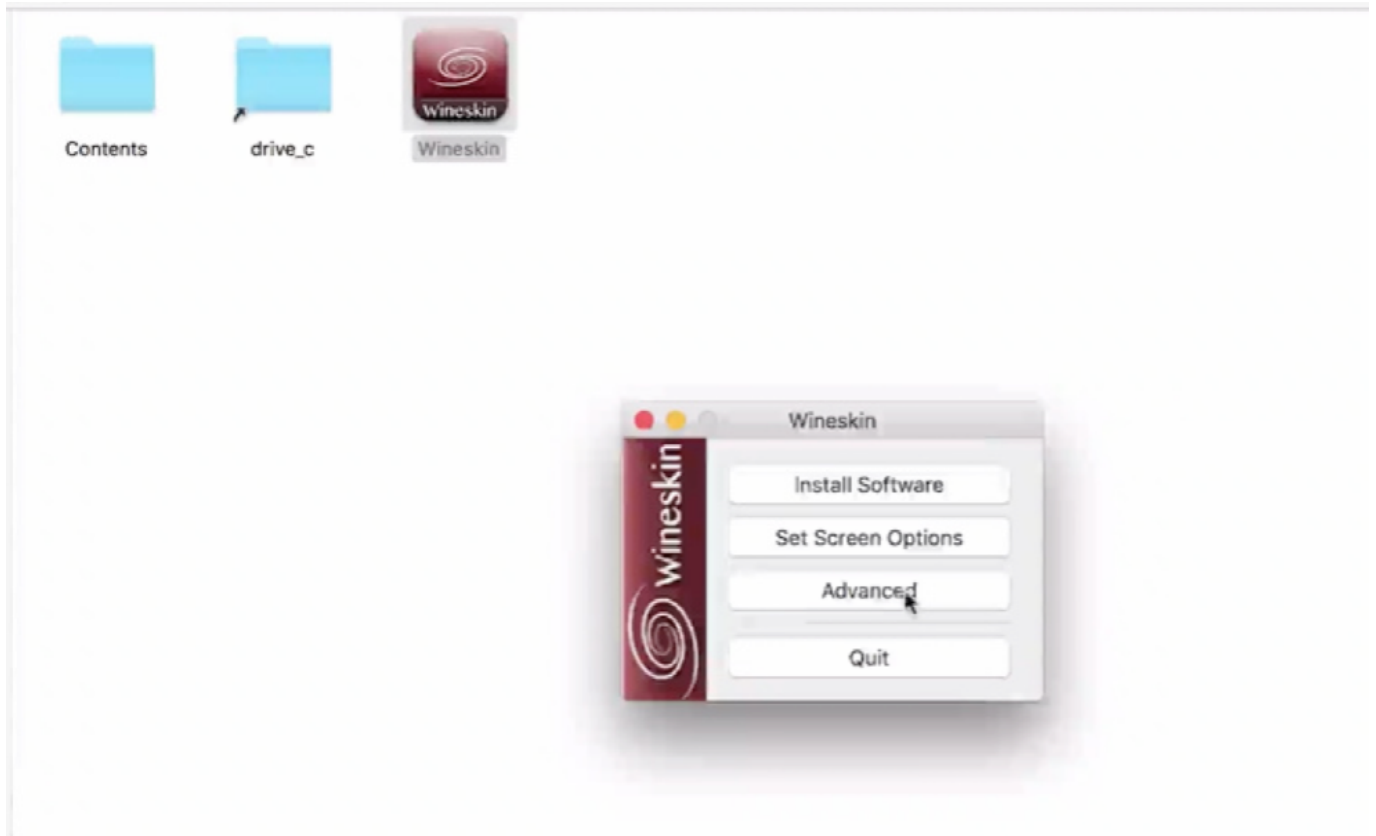 Wineskin
Contents
drive_c
Wineskin
Wineskin
wineskin
Install Software
Set Screen Options
Advanced
Quit